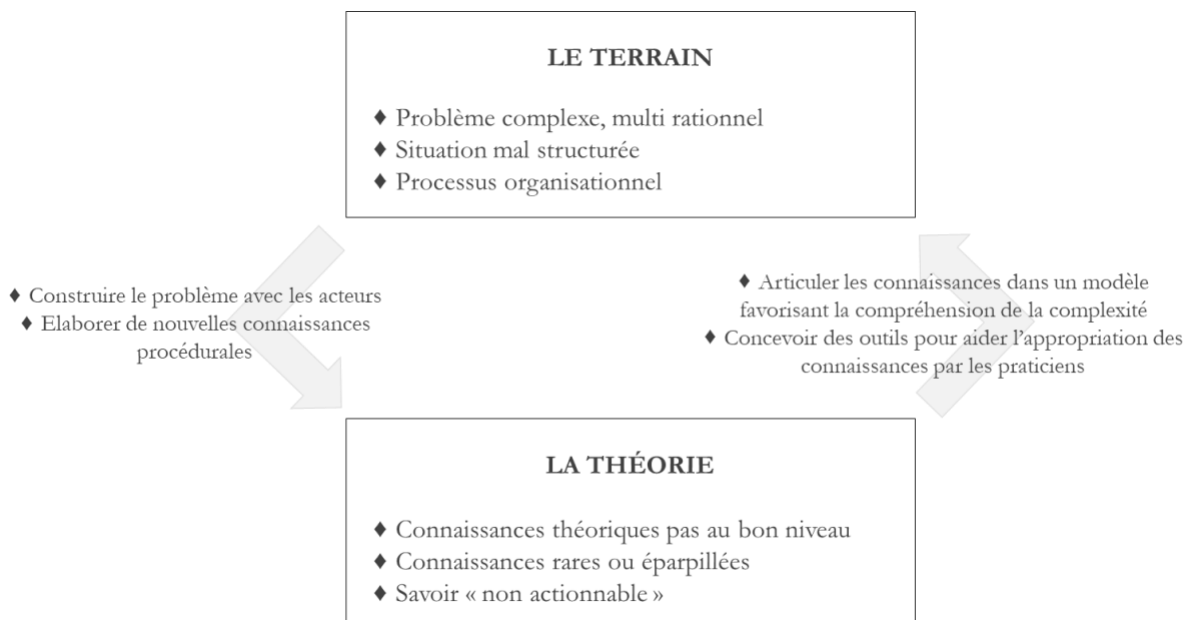 LE TERRAIN
♦ Problème complexe, multi rationnel
♦ Situation mal structurée
♦ Processus organisationnel
♦ Construire le problème avec les acteurs
♦ Elaborer de nouvelles connaissances
procédurales
♦ Articuler les connaissances dans un modèle
favorisant la compréhension de la complexité
♦ Concevoir des outils pour aider l'appropriation des
connaissances par les praticiens
LA THÉORIE
♦ Connaissances théoriques pas au bon niveau
♦ Connaissances rares ou éparpillées
♦ Savoir « non actionnable »